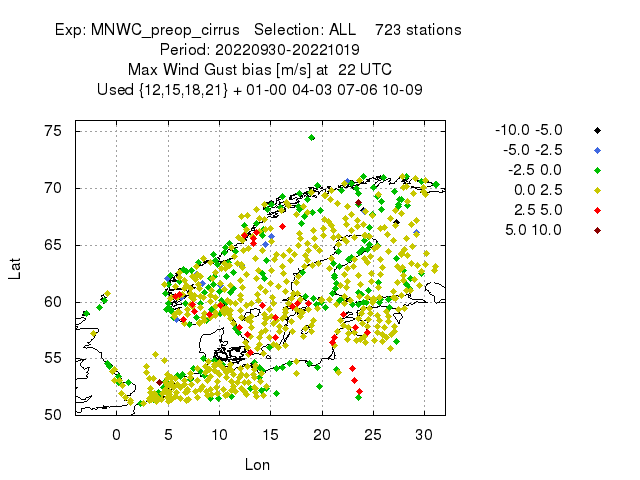 Exp: MNWC_preop_cirrus   Selection: ALL    723 stations
Period: 20220930-20221019
Max Wind Gust bias [m/s] at  22 UTC
Used {12,15,18,21} + 01-00 04-03 07-06 10-09
-10.0 -5.0
-5.0 -2.5
-2.5 0.0
0.0 2.5
2.5 5.0
5.0 10.0
75
70
65
60
55
50
Lat
0 5 10 15 20 25 30
Lon